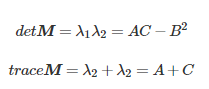 detM = λ₁λ₂ = AC − B²
traceM = λ₂ + λ₂ = A + C